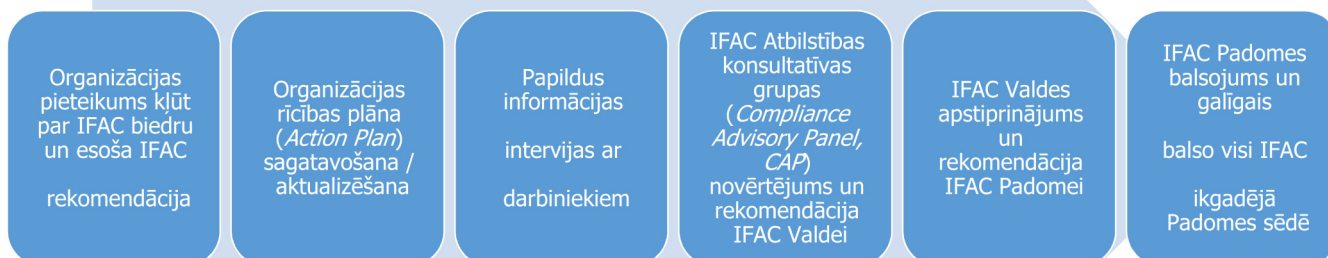 Organizācijas
pieteikums kļūt
par IFAC biedru
un esoša IFAC
rekomendācija
Organizācijas
rīcības plāna
(Action Plan)
sagatavošana /
aktualizēšana
Papildus
informācijas
intervijas ar
darbiniekiem
IFAC Atbilstības
konsultatīvas
grupas
(Compliance
Advisory Panel,
CAP)
novērtējums un
rekomendācija
IFAC Valdei
IFAC Valdes
apstiprinājums
un
rekomendācija
IFAC Padomei
IFAC Padomes
balsojums un
galīgais
balso visi IFAC
ikgadējā
Padomes sēdē